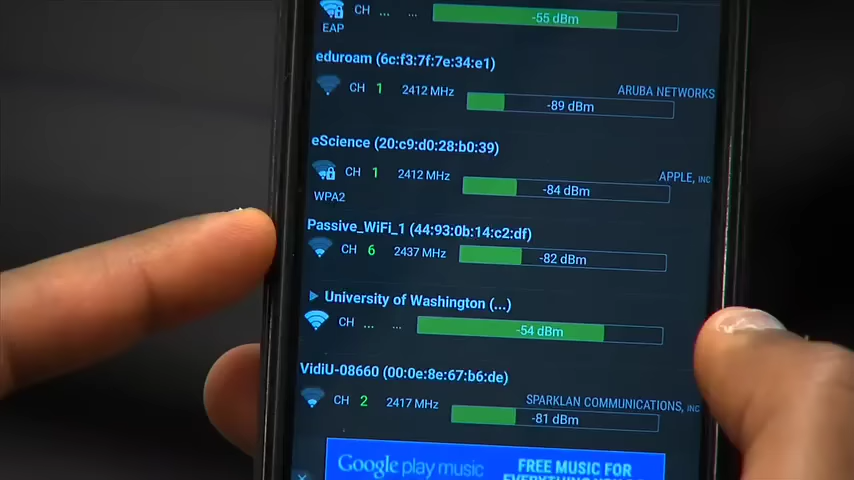 CH ... ... -55 dBm
EAP
eduroam (6c:f3:7f:7e:34:e1)
ARUBA NETWORKS
CH 1 2412 MHz -89 dBm
eScience (20:c9:d0:28:b0:39)
APPLE, INC
CH 1 2412 MHz -84 dBm
WPA2
Passive_WiFi_1 (44:93:0b:14:c2:df)
CH 6 2437 MHz -82 dBm
University of Washington (...)
CH ... ... -54 dBm
VidiU-08660 (00:0e:8e:67:b6:de)
SPARKLAN COMMUNICATIONS, INC
CH 2 2417 MHz -81 dBm
Google play music FREE MUSIC FOR